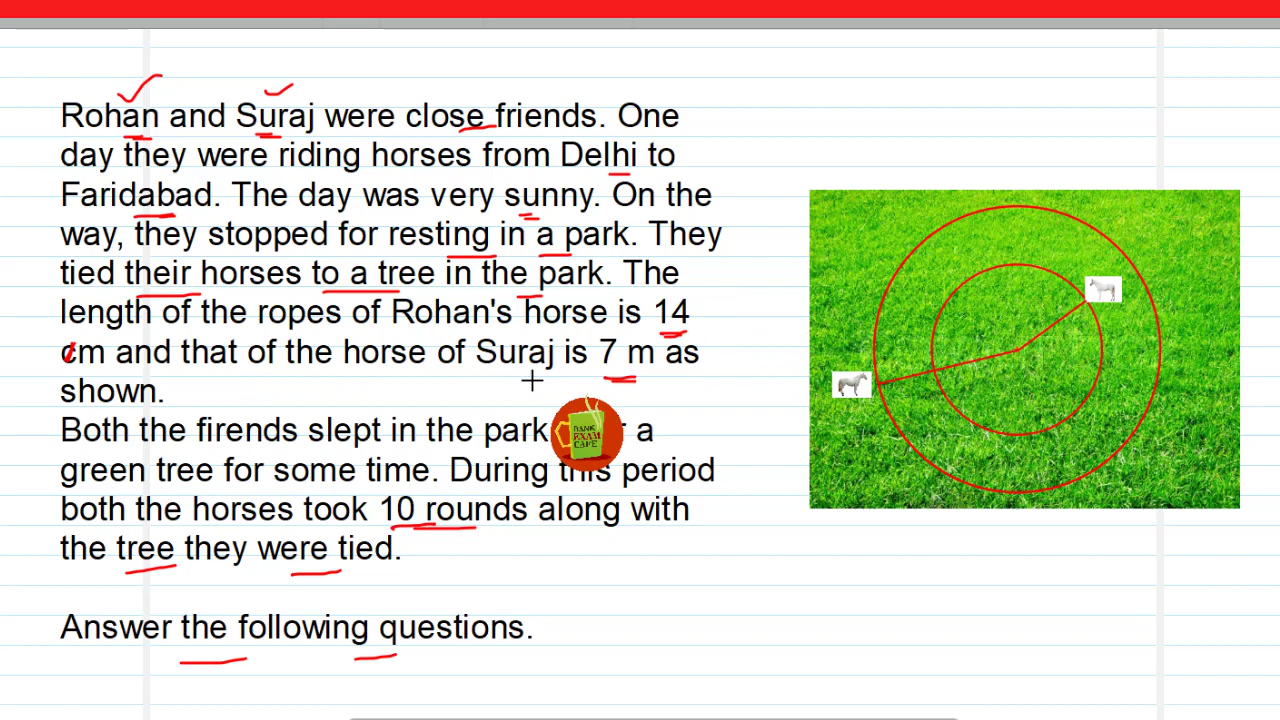 Rohan and Suraj were close friends. One
day they were riding horses from Delhi to
Faridabad. The day was very sunny. On the
way, they stopped for resting in a park. They
tied their horses to a tree in the park. The
length of the ropes of Rohan's horse is 14
cm and that of the horse of Suraj is 7 m as
shown.
Both the firends slept in the park a
BANK
EXAM
CAFE
green tree for some time. During this period
both the horses took 10 rounds along with
the tree they were tied.
Answer the following questions.